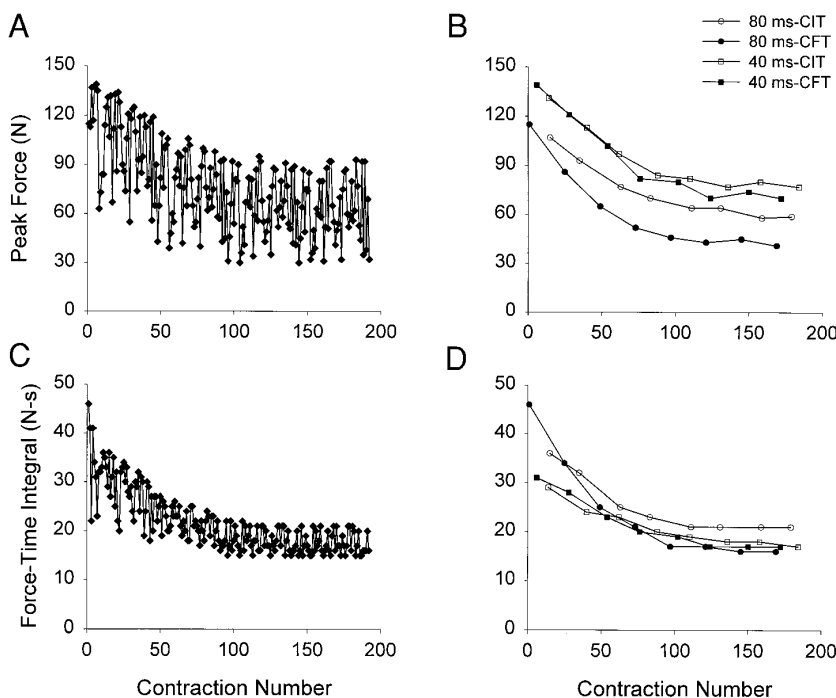 A
B
80 ms-CIT
80 ms-CFT
40 ms-CIT
40 ms-CFT
Peak Force (N)
150
120
90
60
30
0
0 50 100 150 200
150
120
90
60
30
0
0 50 100 150 200
C
D
Force-Time Integral (N-s)
50
40
30
20
10
0
0 50 100 150 200
Contraction Number
50
40
30
20
10
0
0 50 100 150 200
Contraction Number